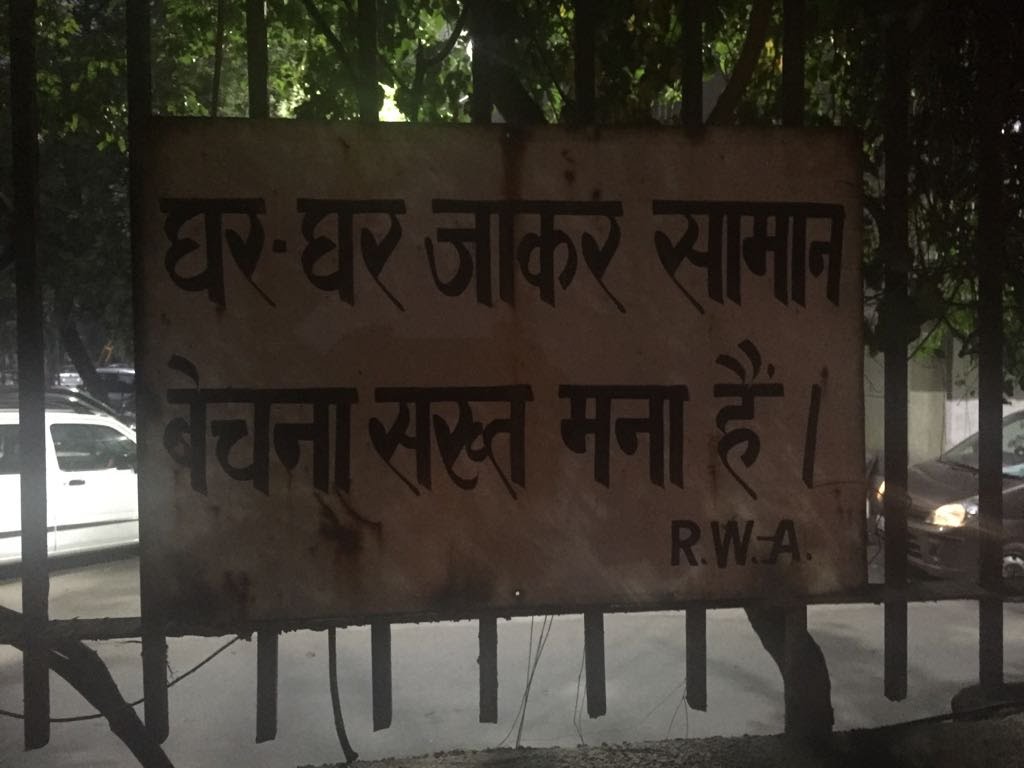 घर-घर जाकर सामान
बेचना सख्त मना हैं।
R.W.A.